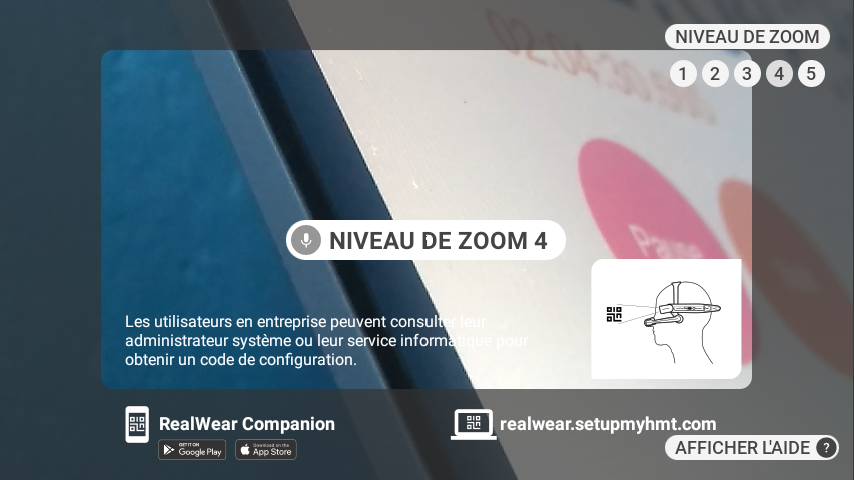 NIVEAU DE ZOOM
1 2 3 4 5
NIVEAU DE ZOOM 4
Pause
Les utilisateurs en entreprise peuvent consulter leur
administrateur système ou leur service informatique pour
obtenir un code de configuration.
RealWear Companion
GET IT ON
Google Play
Download on the
App Store
realwear.setupmyhmt.com
AFFICHER L'AIDE ?